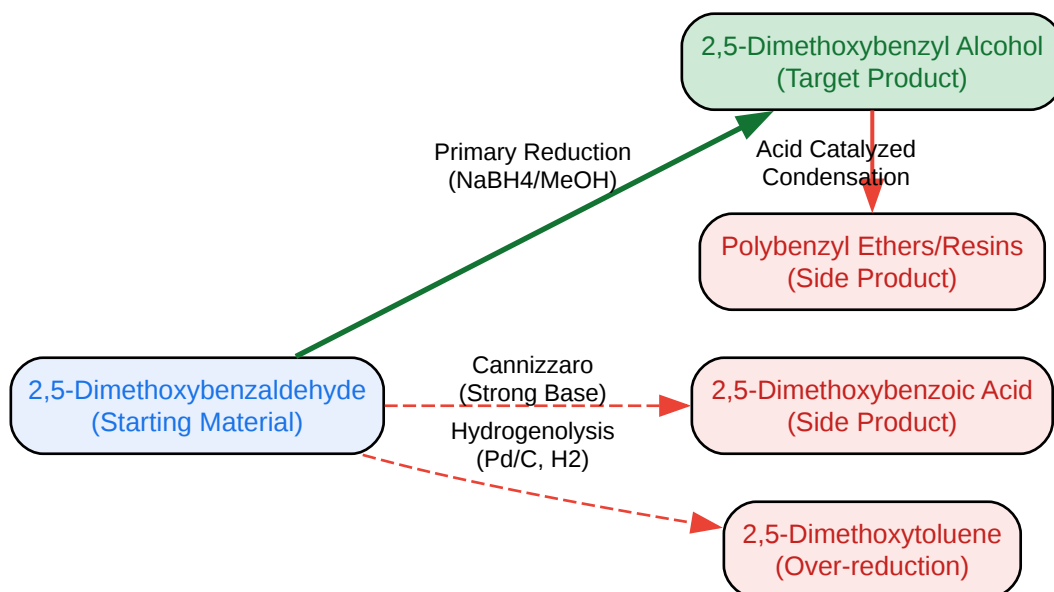 2,5-Dimethoxybenzyl Alcohol
(Target Product)
Primary Reduction
(NaBH4/MeOH)
Acid Catalyzed
Condensation
Polybenzyl Ethers/Resins
(Side Product)
2,5-Dimethoxybenzaldehyde
(Starting Material)
Cannizzaro
(Strong Base)
2,5-Dimethoxybenzoic Acid
(Side Product)
Hydrogenolysis
(Pd/C, H2)
2,5-Dimethoxytoluene
(Over-reduction)